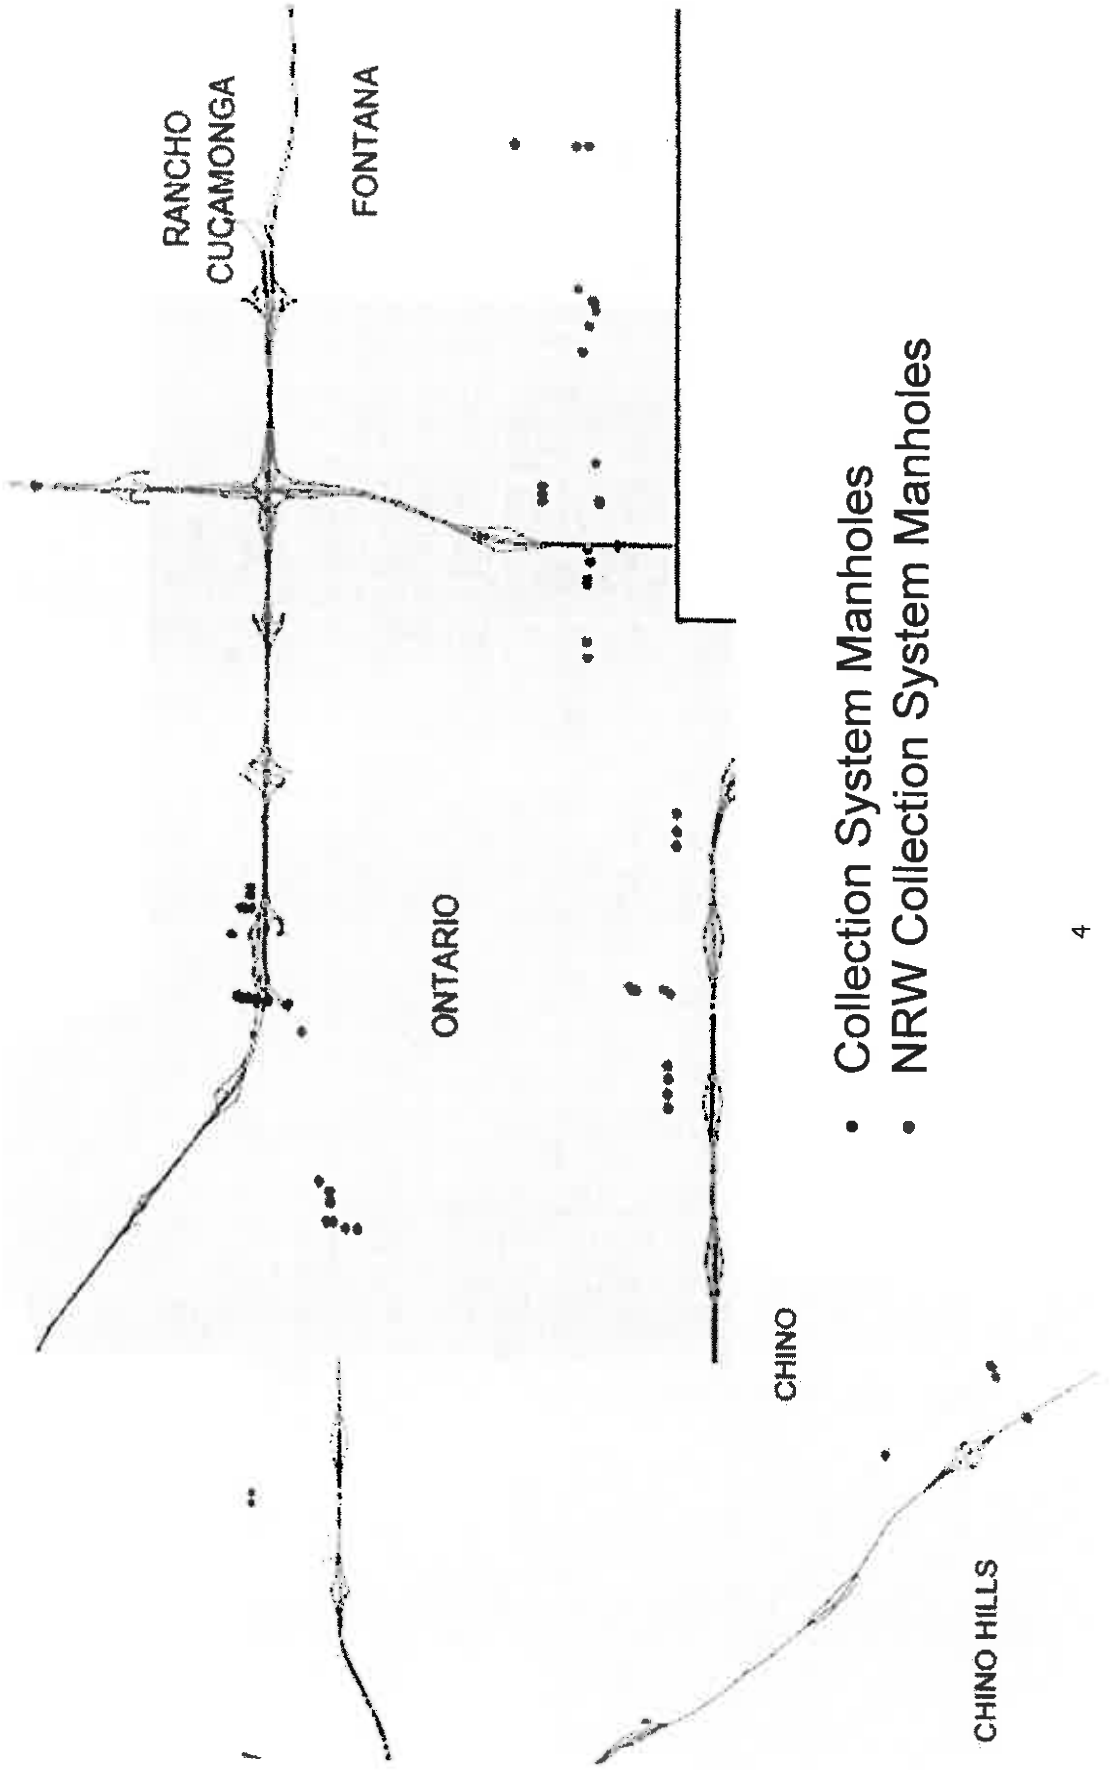 RANCHO
CUCAMONGA
FONTANA
ONTARIO
CHINO
CHINO HILLS
• Collection System Manholes
• NRW Collection System Manholes
4